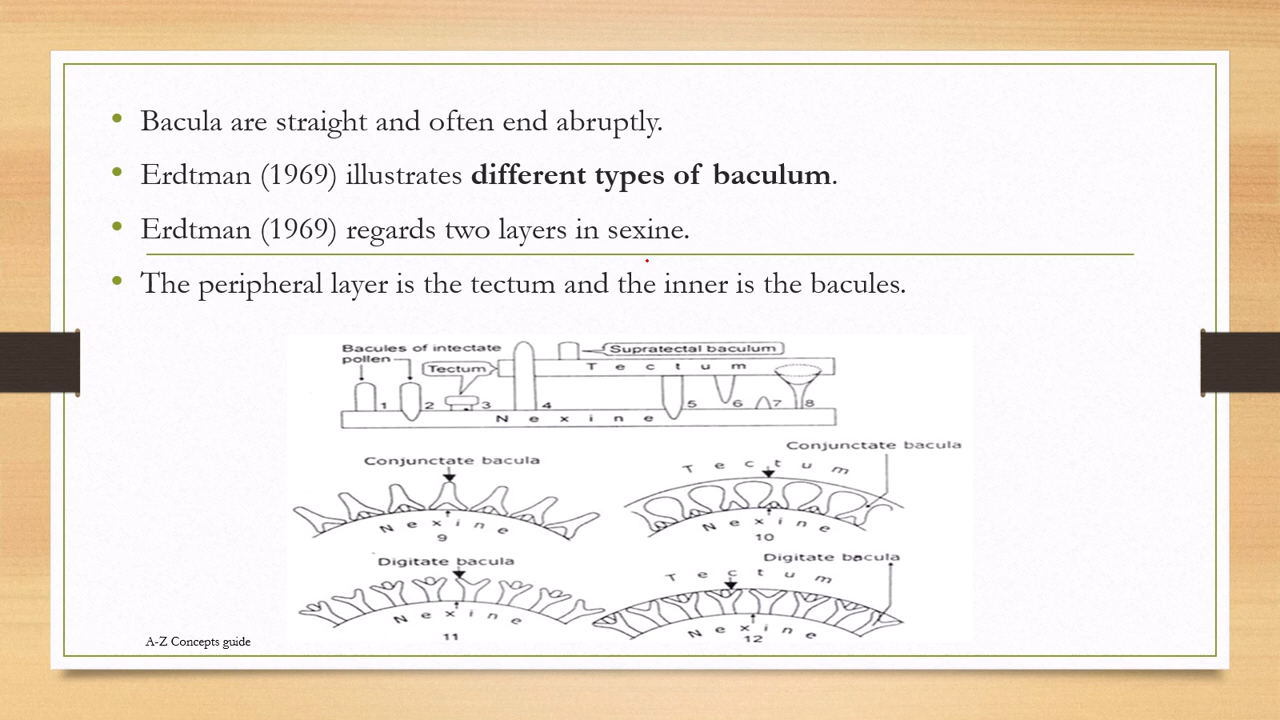 Bacula are straight and often end abruptly.
Erdtman (1969) illustrates different types of baculum.
Erdtman (1969) regards two layers in sexine.
The peripheral layer is the tectum and the inner is the bacules.
Bacules of intectate
pollen
Supratectal baculum
Tectum
T e c t u m
1 2 3 4 5 6 7 8
N e x i n e
Conjunctate bacula
Conjunctate bacula
T e c t u m
N e x i n e
9
N e x i n e
10
Digitate bacula
Digitate bacula
T e c t u m
N e x i n e
11
N e x i n e
12
A-Z Concepts guide